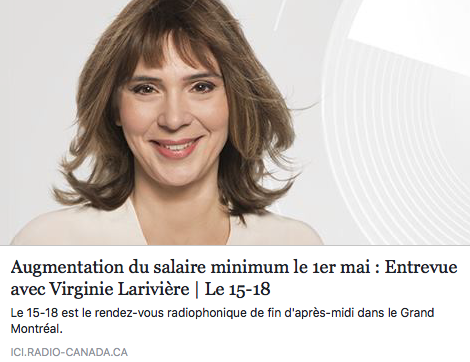 Augmentation du salaire minimum le 1er mai : Entrevue
avec Virginie Larivière | Le 15-18
Le 15-18 est le rendez-vous radiophonique de fin d'après-midi dans le Grand
Montréal.
ICI.RADIO-CANADA.CA